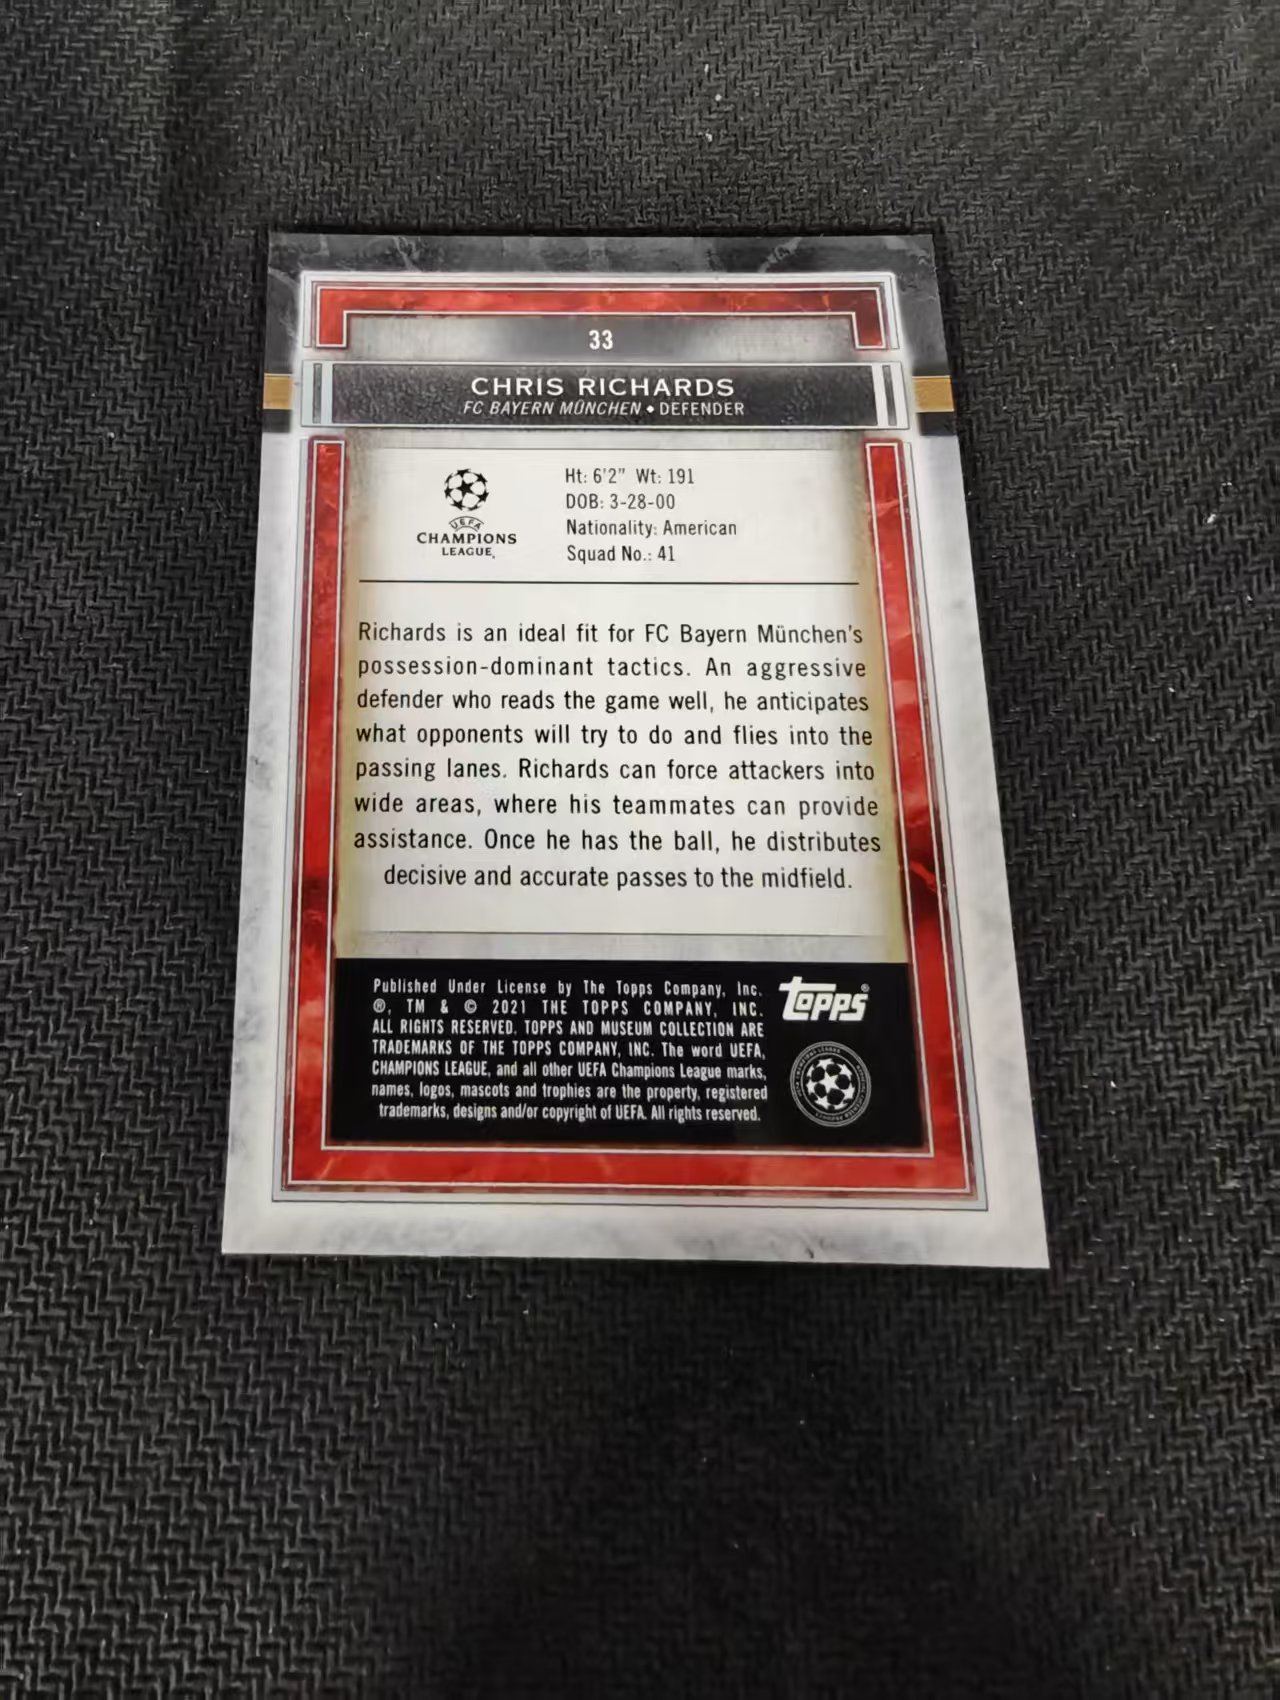 33
CHRIS RICHARDS
FC BAYERN MÜNCHEN ◆ DEFENDER
Ht: 6'2" Wt: 191
DOB: 3-28-00
Nationality: American
Squad No.: 41
UEFA
CHAMPIONS
LEAGUE®
Richards is an ideal fit for FC Bayern München's
possession-dominant tactics. An aggressive
defender who reads the game well, he anticipates
what opponents will try to do and flies into the
passing lanes. Richards can force attackers into
wide areas, where his teammates can provide
assistance. Once he has the ball, he distributes
decisive and accurate passes to the midfield.
Published Under License by The Topps Company, Inc.
®, TM & © 2021 THE TOPPS COMPANY, INC.
ALL RIGHTS RESERVED. TOPPS AND MUSEUM COLLECTION ARE
TRADEMARKS OF THE TOPPS COMPANY, INC. The word UEFA,
CHAMPIONS LEAGUE, and all other UEFA Champions League marks,
names, logos, mascots and trophies are the property, registered
trademarks, designs and/or copyright of UEFA. All rights reserved.
topps®